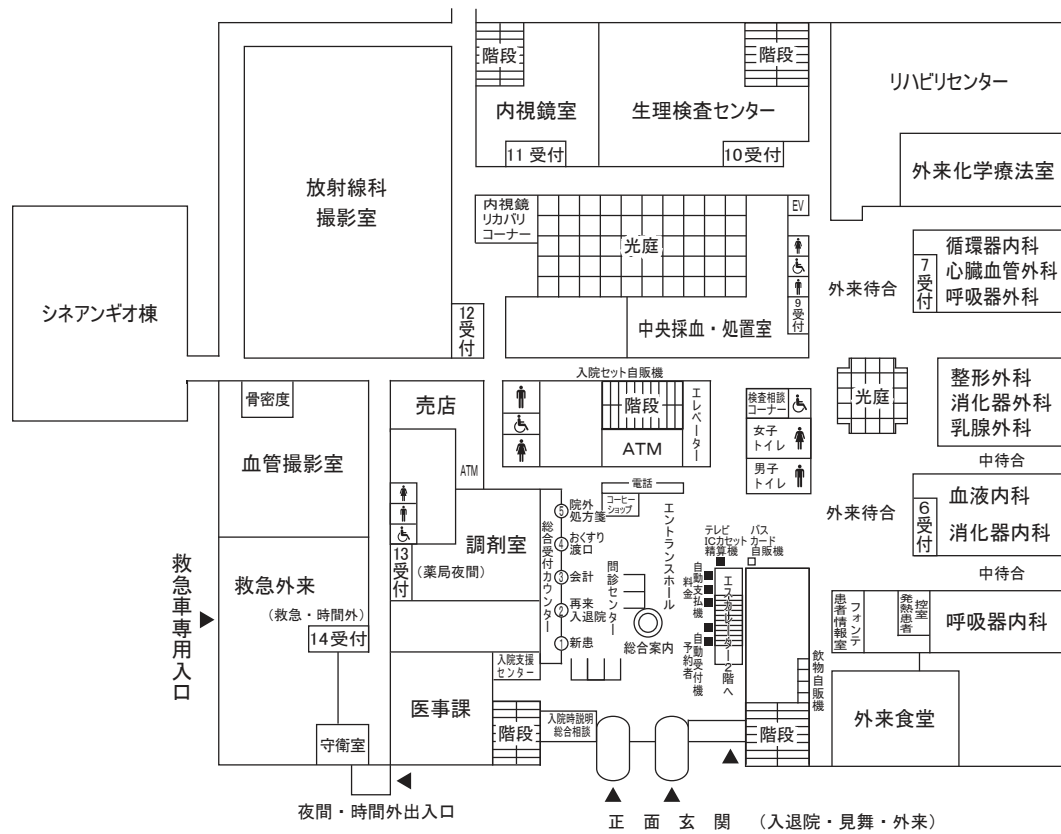 階段
階段
内視鏡室
生理検査センター
リハビリセンター
11 受付
10受付
外来化学療法室
放射線科
撮影室
内視鏡
リカバリ
コーナー
光庭
EV
シネアンギオ棟
12受付
中央採血・処置室
9受付
外来待合
7受付
循環器内科
心臓血管外科
呼吸器外科
入院セット自販機
骨密度
売店
階段
エレベーター
検査相談
コーナー
光庭
整形外科
消化器外科
乳腺外科
血管撮影室
ATM
ATM
女子
トイレ
男子
トイレ
中待合
電話
コーヒー
ショップ
外来待合
6受付
血液内科
消化器内科
中待合
調剤室
13受付
(薬局夜間)
総合受付カウンター
⑤院外
処方箋
④おくすり
渡口
③会計
②再来
入退院
①新患
問診センター
エントランスホール
総合案内
テレビ
ICカセット
精算機
パス
カード
自販機
料金
自動支払機
予約者
自動受付機
エスカレーター2階へ
救急車専用入口
救急外来
(救急・時間外)
14受付
患者情報室
フォンテ
発熱患者
控室
呼吸器内科
入院支援
センター
飲物自販機
医事課
外来食堂
守衛室
階段
入院時説明
総合相談
階段
夜間・時間外出入口
正面玄関 (入退院・見舞・外来)